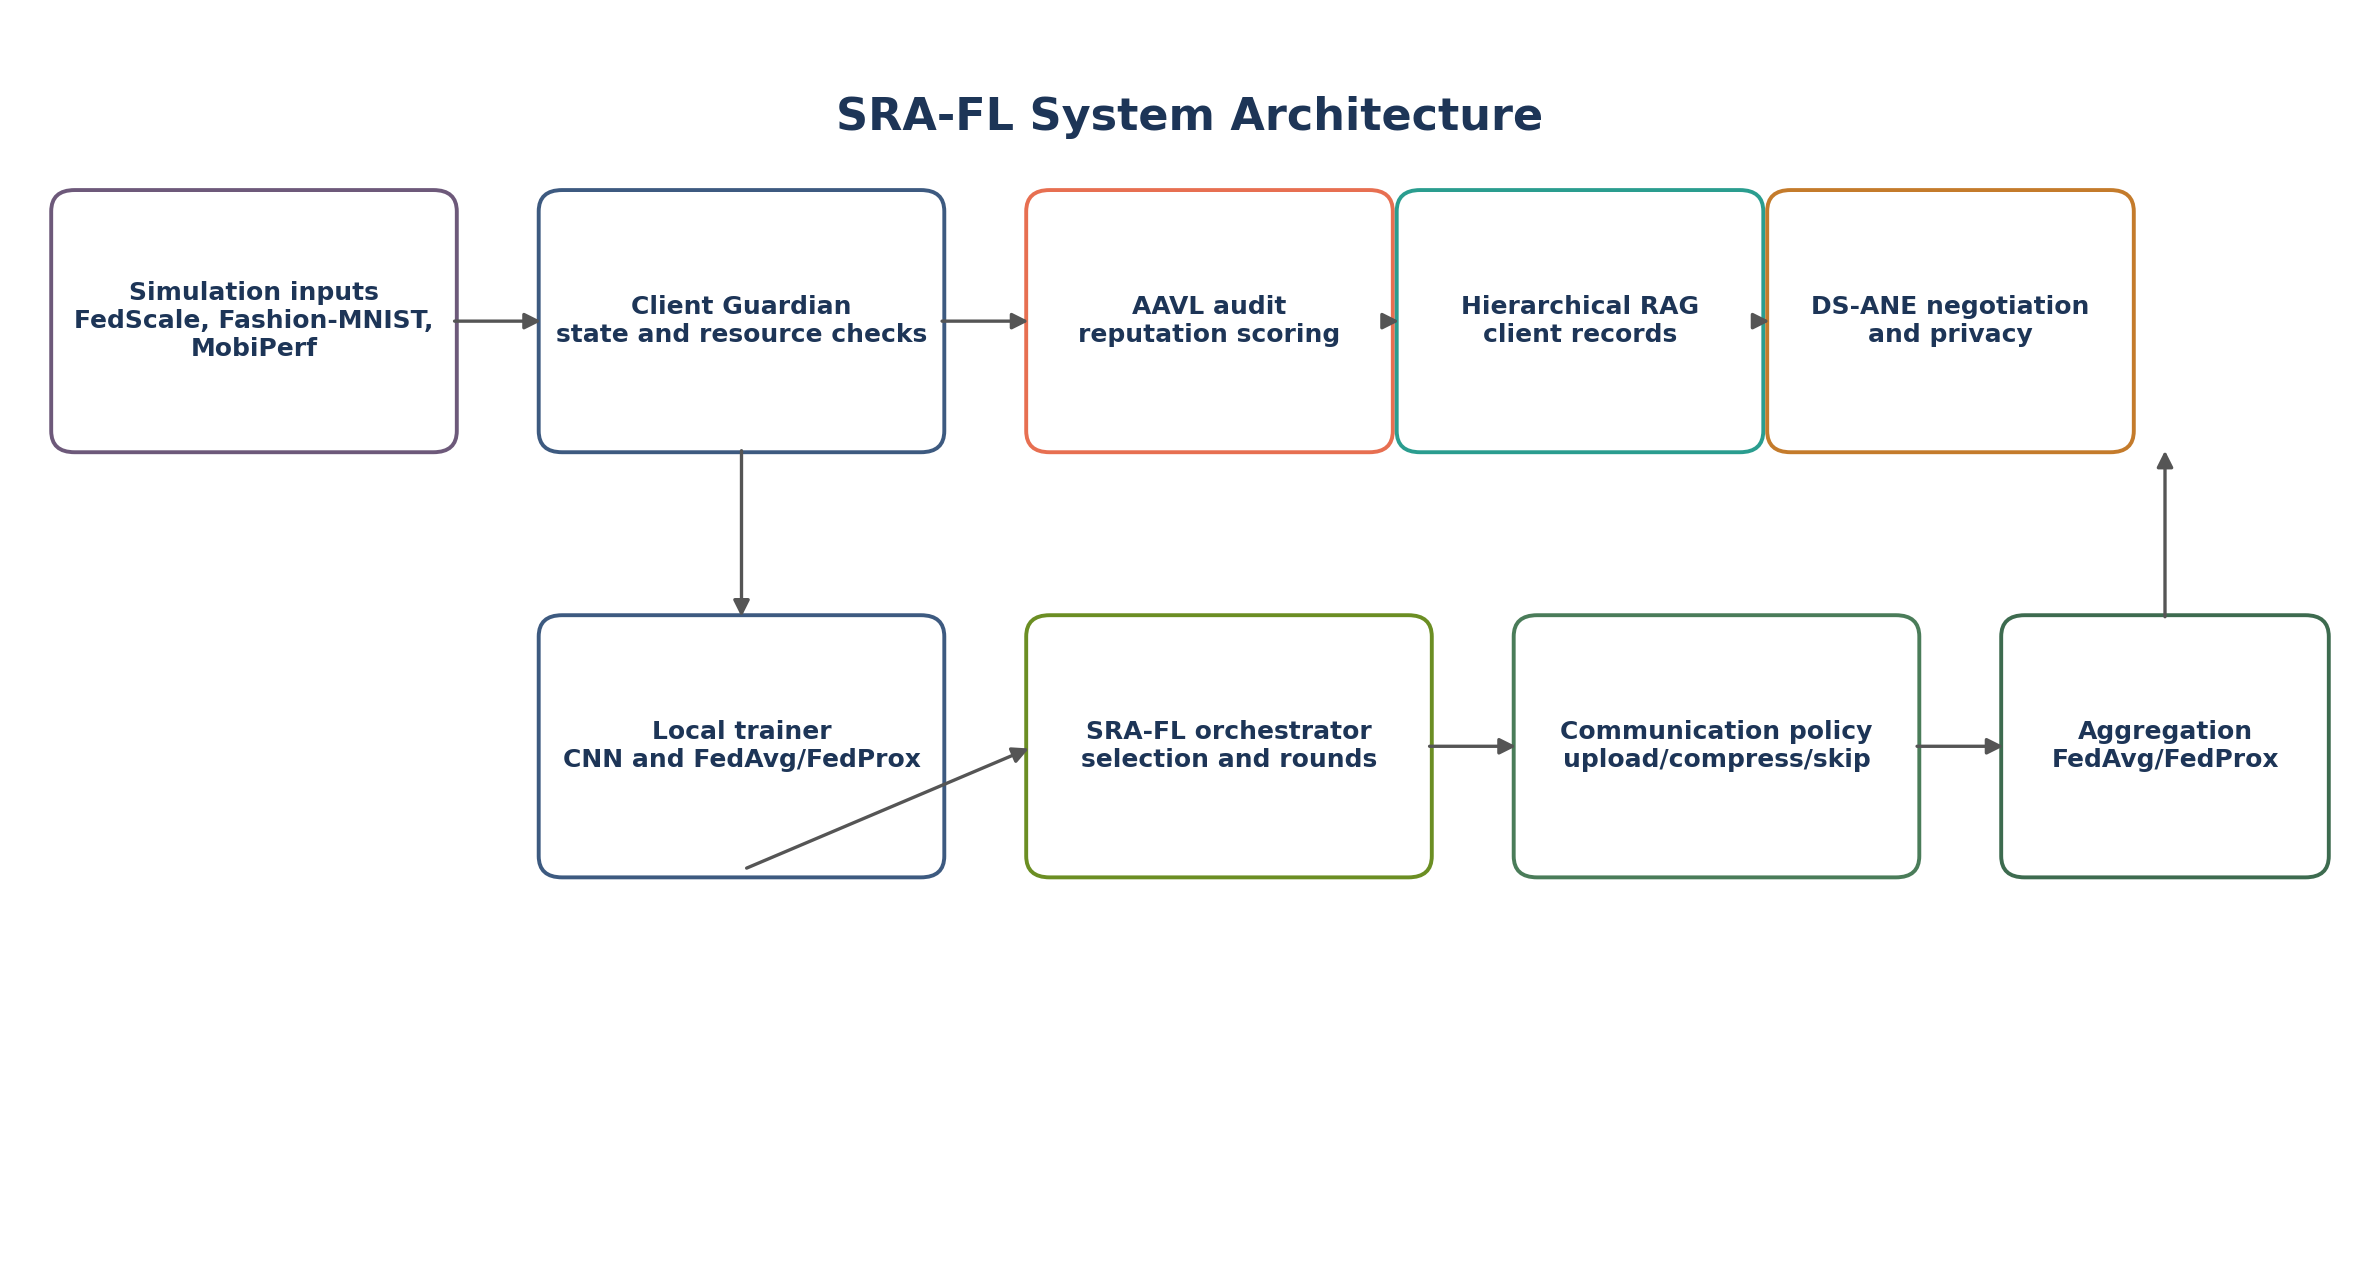 SRA-FL System Architecture
Simulation inputs
FedScale, Fashion-MNIST,
MobiPerf
Client Guardian
state and resource checks
AAVL audit
reputation scoring
Hierarchical RAG
client records
DS-ANE negotiation
and privacy
Local trainer
CNN and FedAvg/FedProx
SRA-FL orchestrator
selection and rounds
Communication policy
upload/compress/skip
Aggregation
FedAvg/FedProx